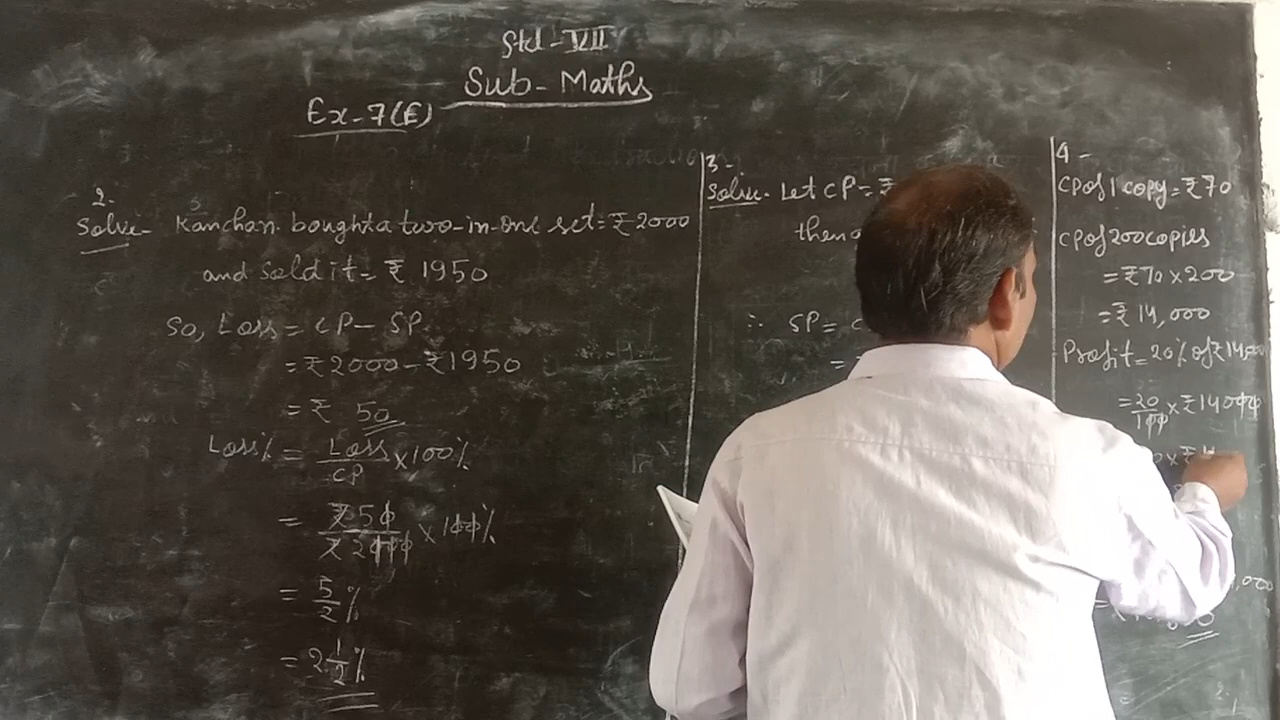 Std - VII
Sub - Maths
Ex - 7(E)
2.
Solve - Kanchan bought a two-in-one set = ₹ 2000
and sold it = ₹ 1950
So, Loss = CP - SP
= ₹ 2000 - ₹ 1950
= ₹ 50
Loss% = Loss/CP × 100%
= ₹ 50/₹ 2000 × 100%
= 5/2 %
= 2 1/2 %
3 -
Solve - Let CP = ₹
then
∴ SP =
=
4 -
CP of 1 copy = ₹ 70
CP of 200 copies
= ₹ 70 × 200
= ₹ 14,000
Profit = 20% of ₹ 14,000
= 20/100 × ₹ 14000
× ₹